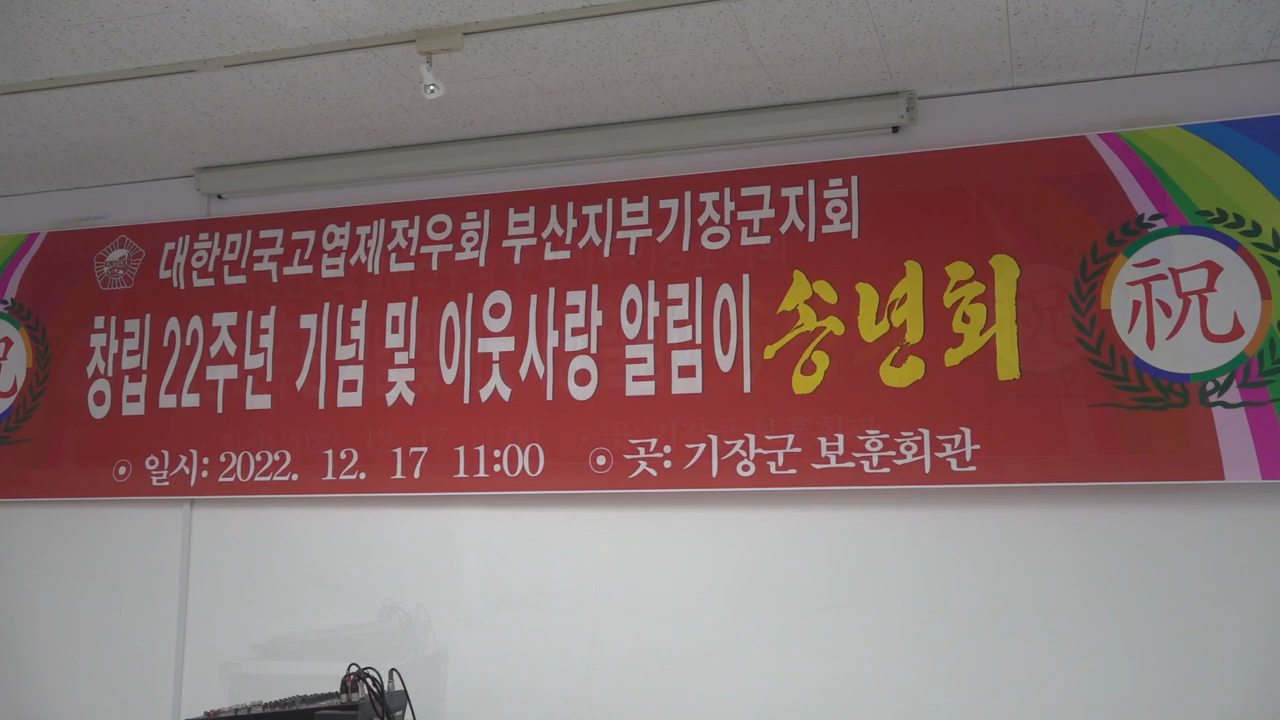 대한민국고엽제전우회 부산지부기장군지회
창립 22주년 기념 및 이웃사랑 알림이 송년회
일시: 2022. 12. 17 11:00 곳: 기장군 보훈회관
祝
祝